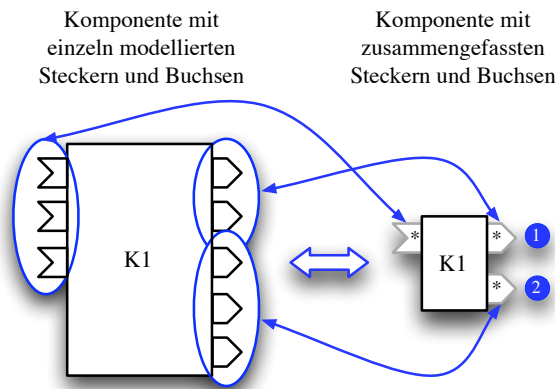 Komponente mit
einzeln modellierten
Steckern und Buchsen
Komponente mit
zusammengefassten
Steckern und Buchsen
K1
K1
*
*
*
1
2